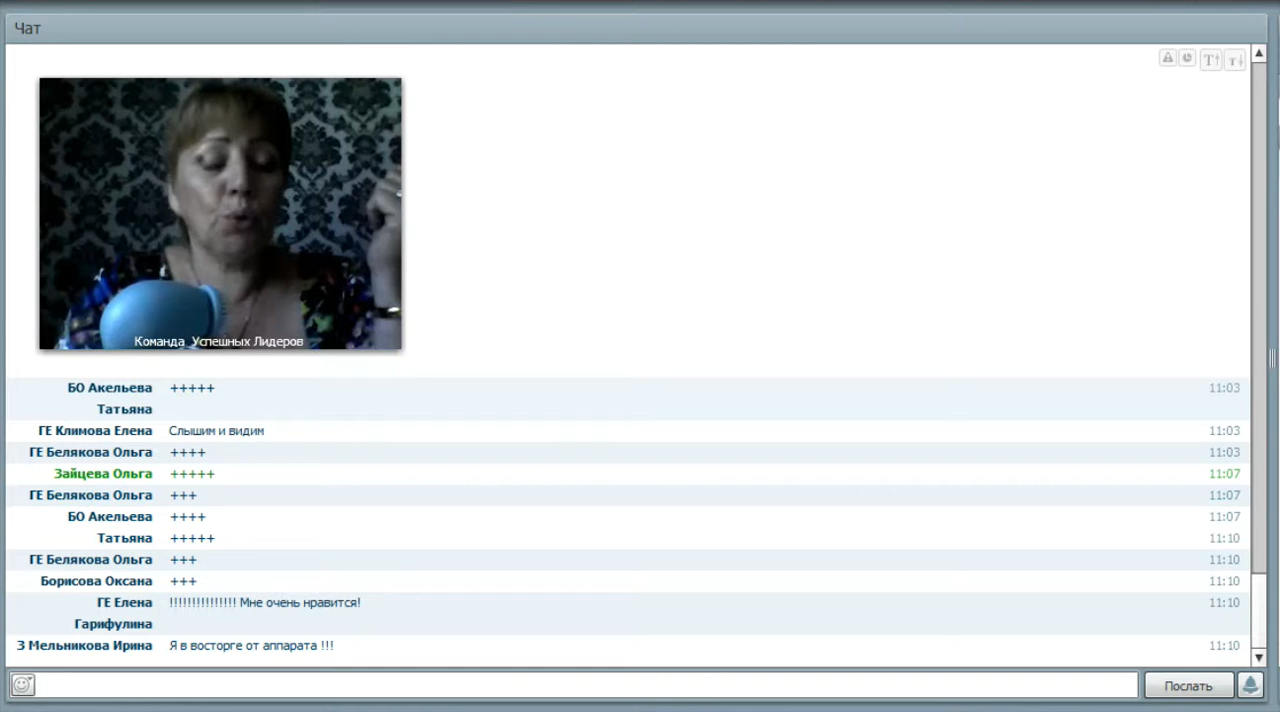 Чат
T T
Команда Успешных Лидеров
БО Акельева +++++ 11:03
Татьяна
ГЕ Климова Елена Слышим и видим 11:03
ГЕ Белякова Ольга ++++ 11:03
Зайцева Ольга +++++ 11:07
ГЕ Белякова Ольга +++ 11:07
БО Акельева ++++ 11:07
Татьяна +++++ 11:10
ГЕ Белякова Ольга +++ 11:10
Борисова Оксана +++ 11:10
ГЕ Елена !!!!!!!!!!!!!!! Мне очень нравится! 11:10
Гарифулина
З Мельникова Ирина Я в восторге от аппарата !!! 11:10
Послать